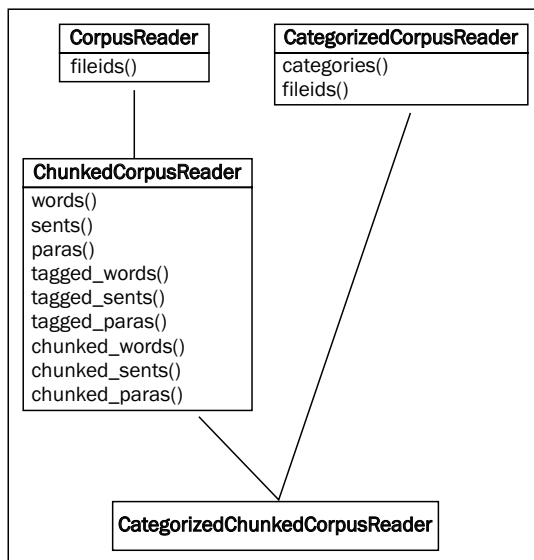 CorpusReader
fileids()
CategorizedCorpusReader
categories()
fileids()
ChunkedCorpusReader
words()
sents()
paras()
tagged_words()
tagged_sents()
tagged_paras()
chunked_words()
chunked_sents()
chunked_paras()
CategorizedChunkedCorpusReader